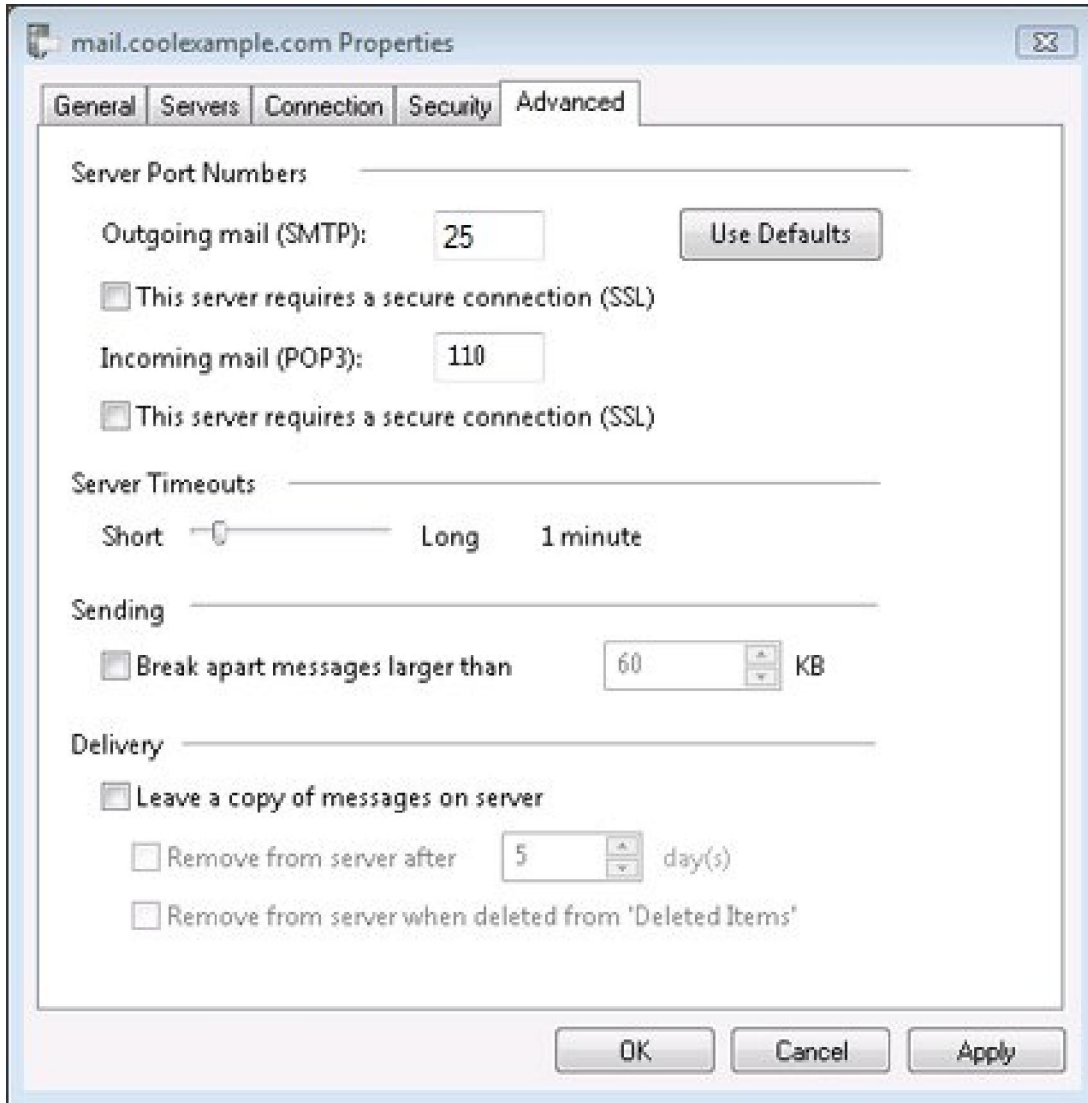 mail.coolexample.com Properties
General Servers Connection Security Advanced
Server Port Numbers
Outgoing mail (SMTP): 25 Use Defaults
This server requires a secure connection (SSL)
Incoming mail (POP3): 110
This server requires a secure connection (SSL)
Server Timeouts
Short Long 1 minute
Sending
Break apart messages larger than 60 KB
Delivery
Leave a copy of messages on server
Remove from server after 5 day(s)
Remove from server when deleted from 'Deleted Items'
OK Cancel Apply